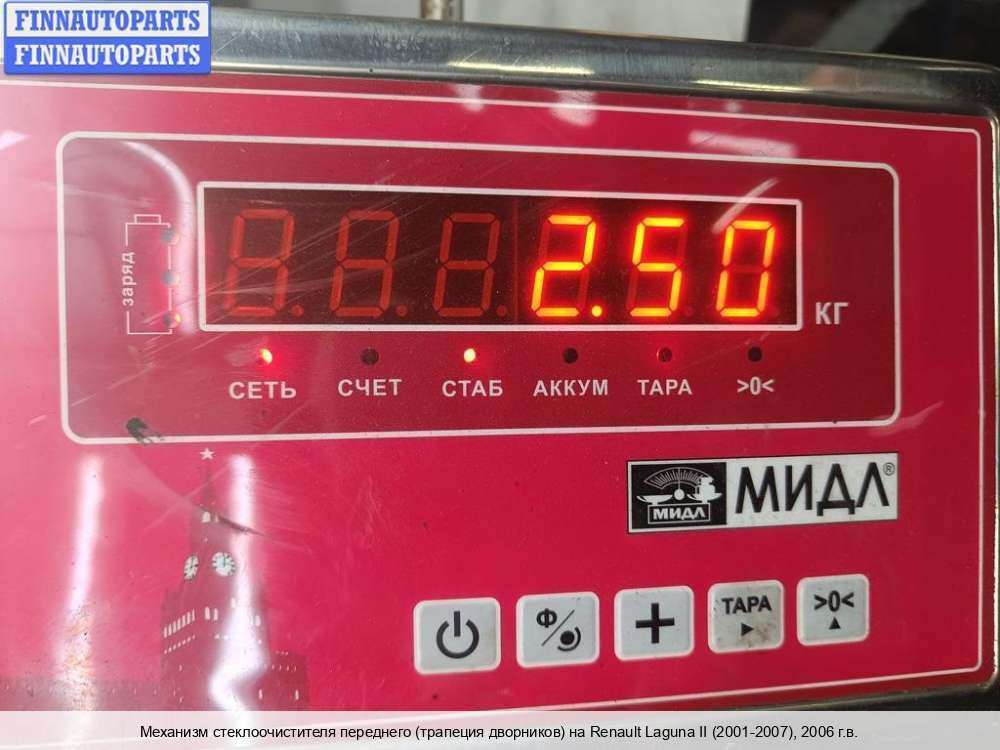 FINNAUTOPARTS
FINNAUTOPARTS
заряд
2.50
КГ
СЕТЬ СЧЕТ СТАБ АККУМ ТАРА >0<
МИДЛ МИДЛ®
Ф ТАРА >0<
Механизм стеклоочистителя переднего (трапеция дворников) на Renault Laguna II (2001-2007), 2006 г.в.